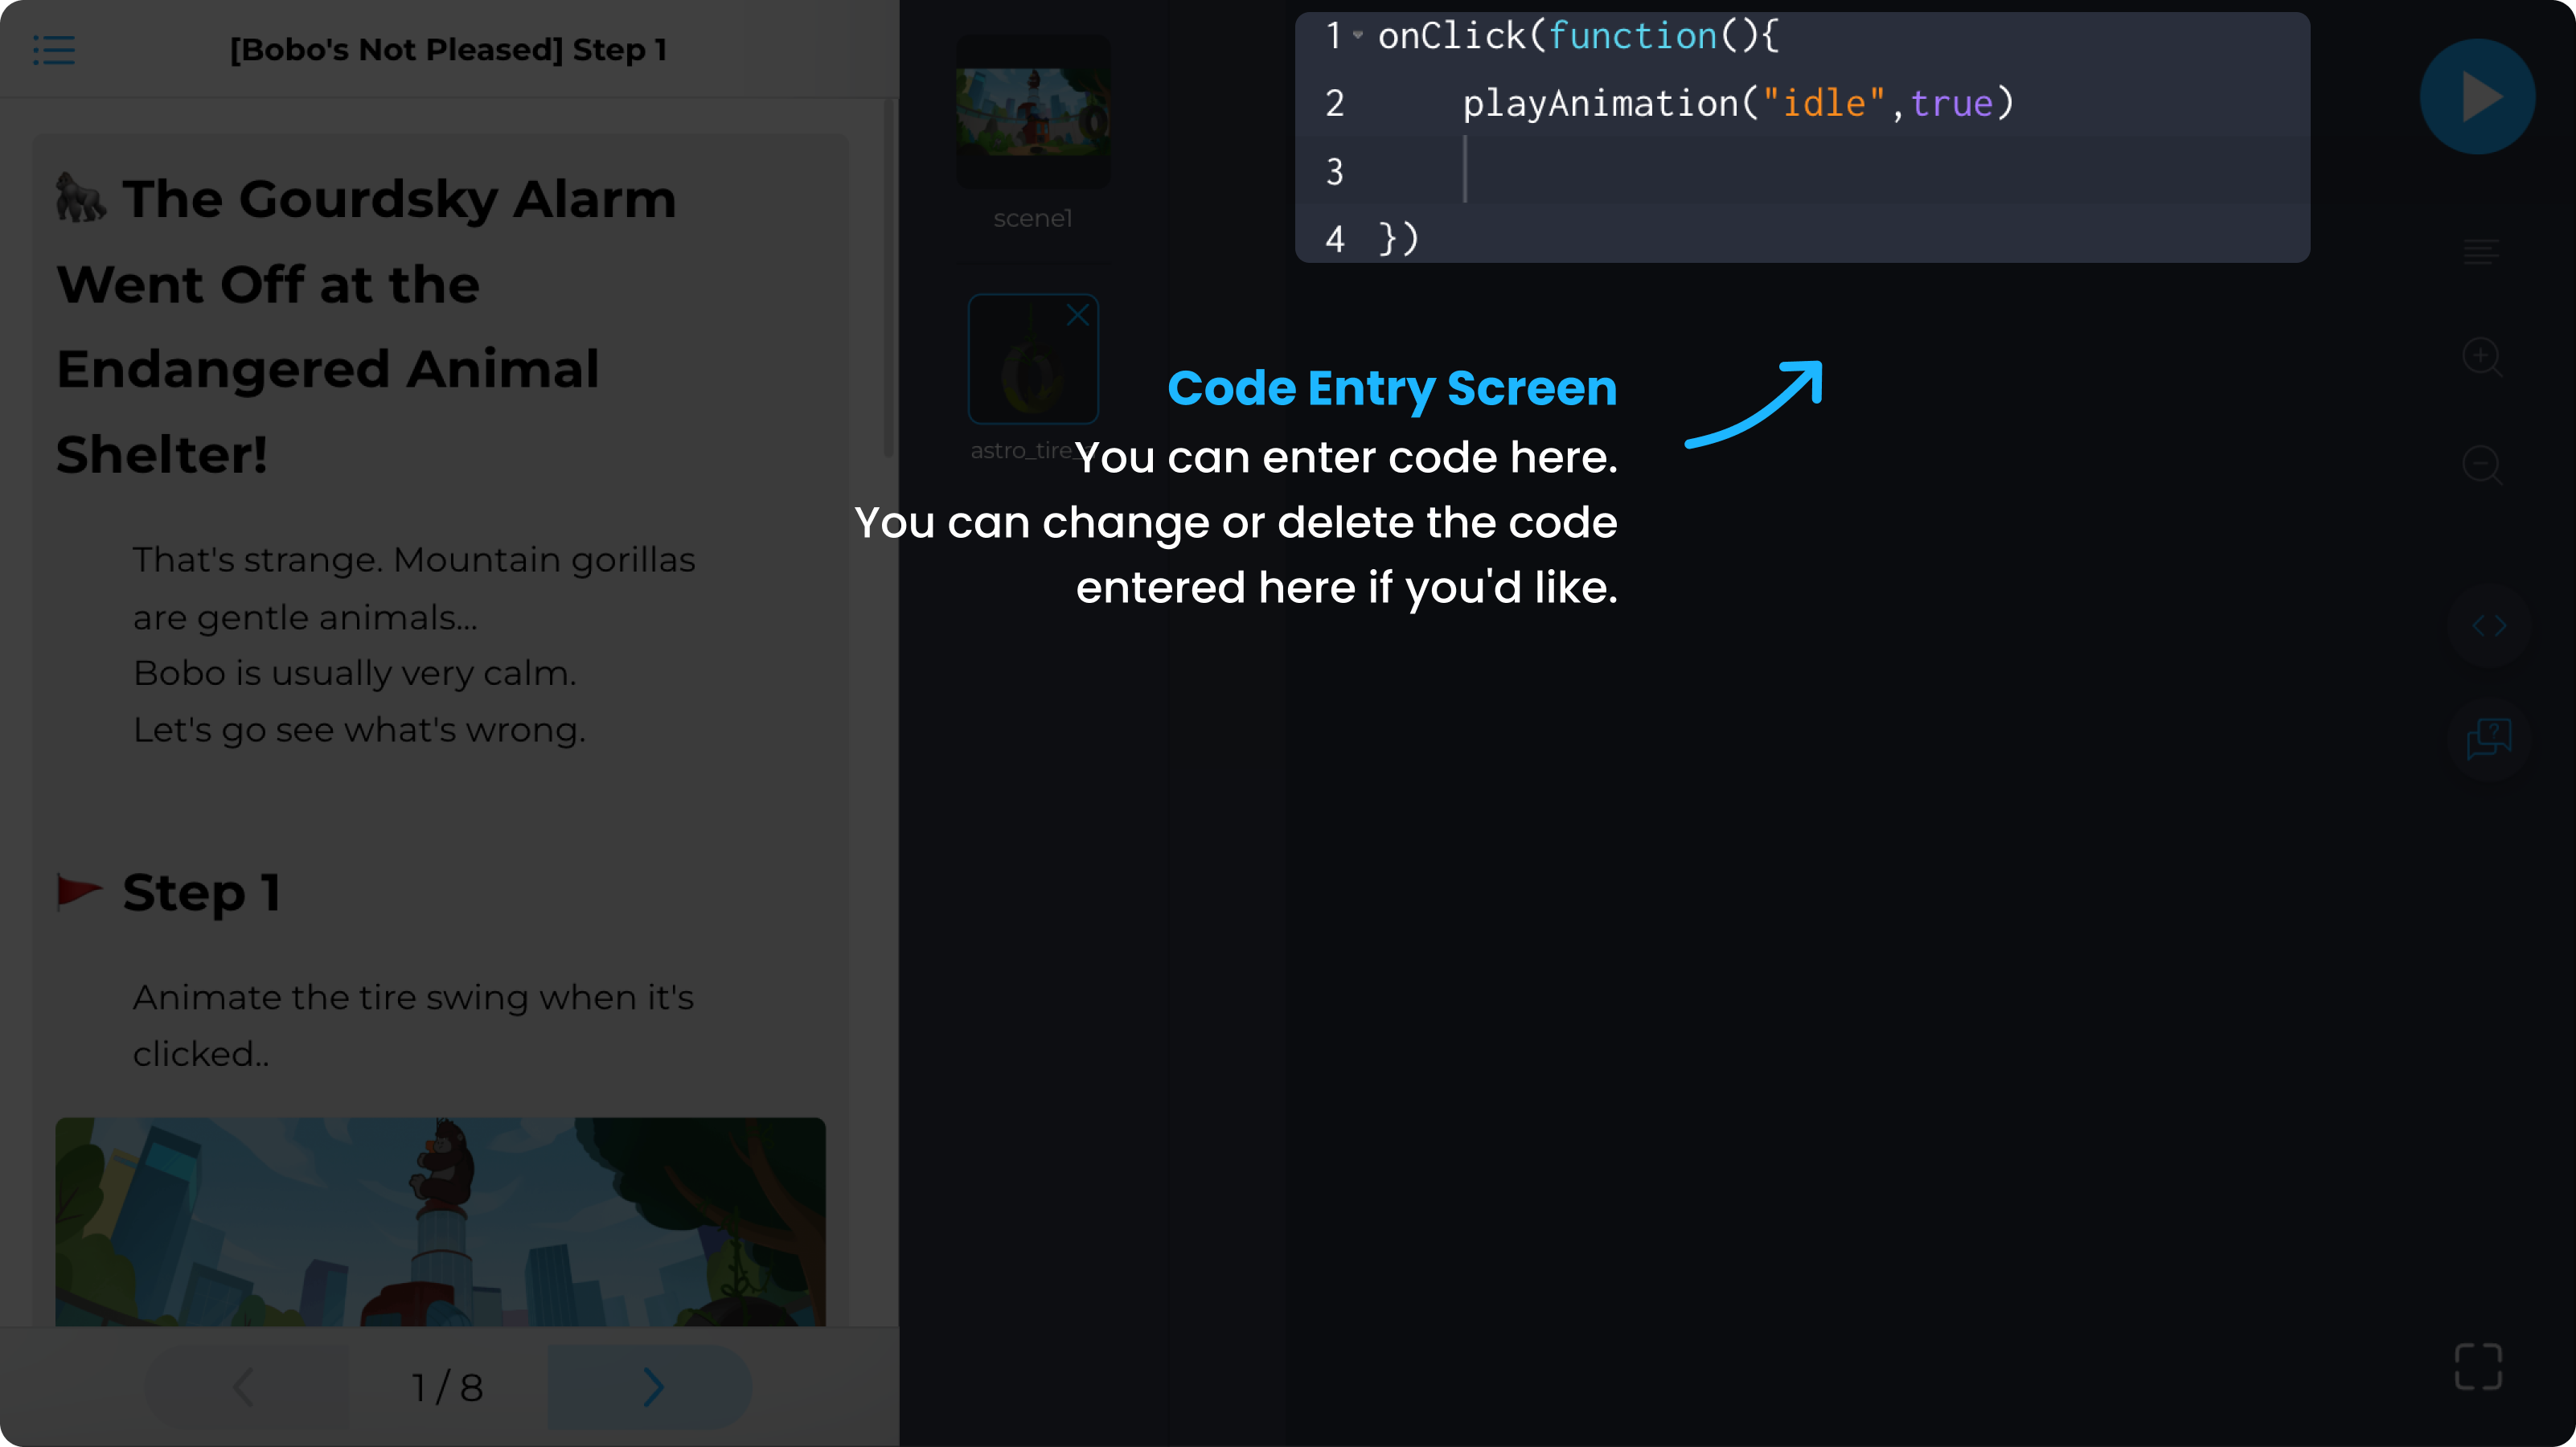 [Bobo's Not Pleased] Step 1
The Gourdsky Alarm
Went Off at the
Endangered Animal
Shelter!
That's strange. Mountain gorillas
are gentle animals...
Bobo is usually very calm.
Let's go see what's wrong.
Step 1
Animate the tire swing when it's
clicked..
1 / 8
scene1
astro_tire_
1 onClick(function(){
2 playAnimation("idle",true)
3
4 })
Code Entry Screen
You can enter code here.
You can change or delete the code
entered here if you'd like.